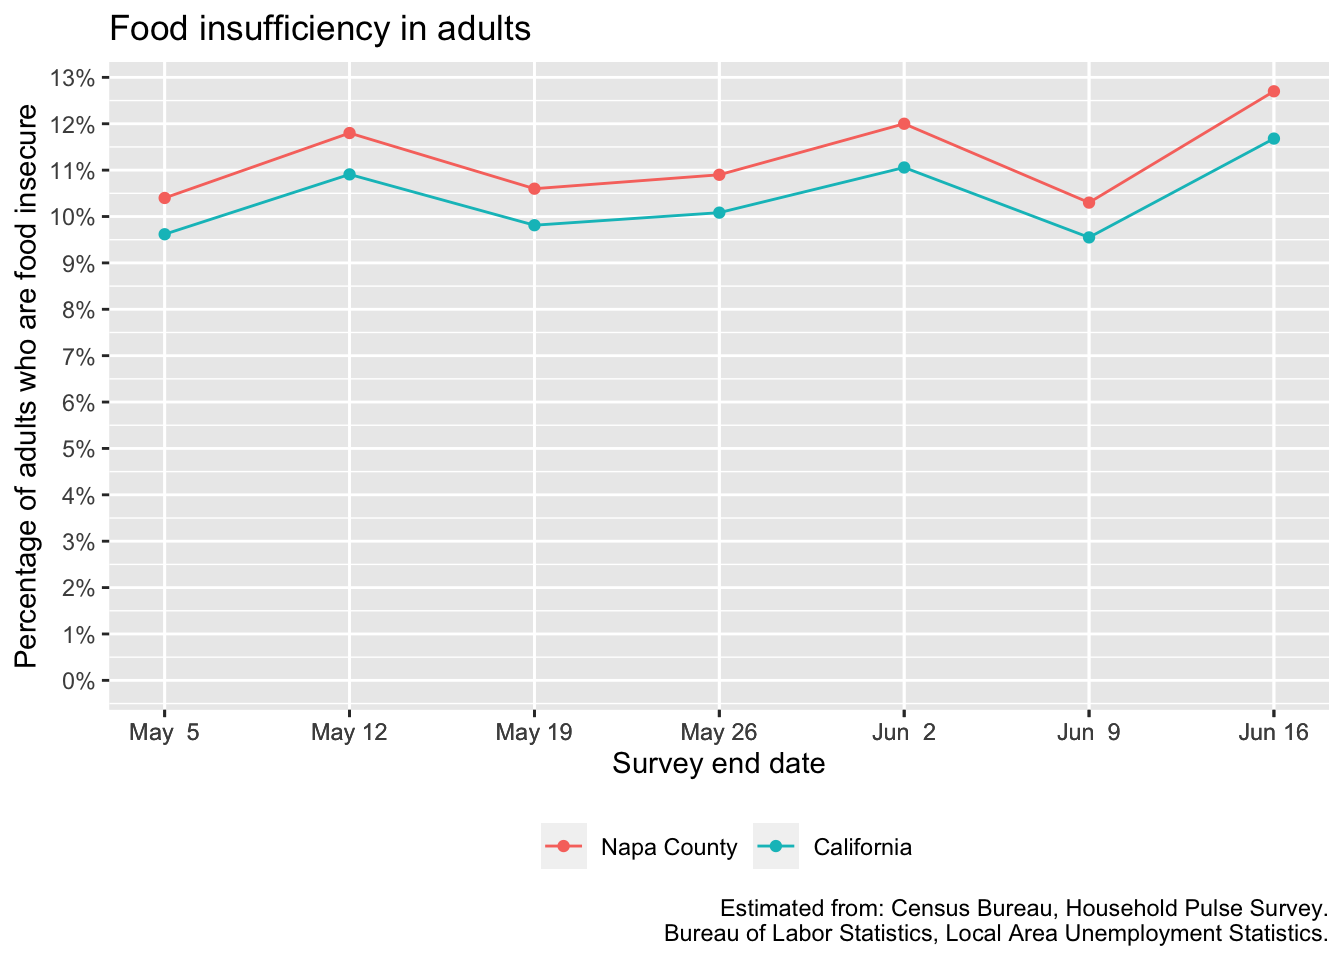 Food insufficiency in adults
Percentage of adults who are food insecure
13%
12%
11%
10%
9%
8%
7%
6%
5%
4%
3%
2%
1%
0%
May  5 May 12 May 19 May 26 Jun  2 Jun  9 Jun 16
Survey end date
Napa County California
Estimated from: Census Bureau, Household Pulse Survey.
Bureau of Labor Statistics, Local Area Unemployment Statistics.